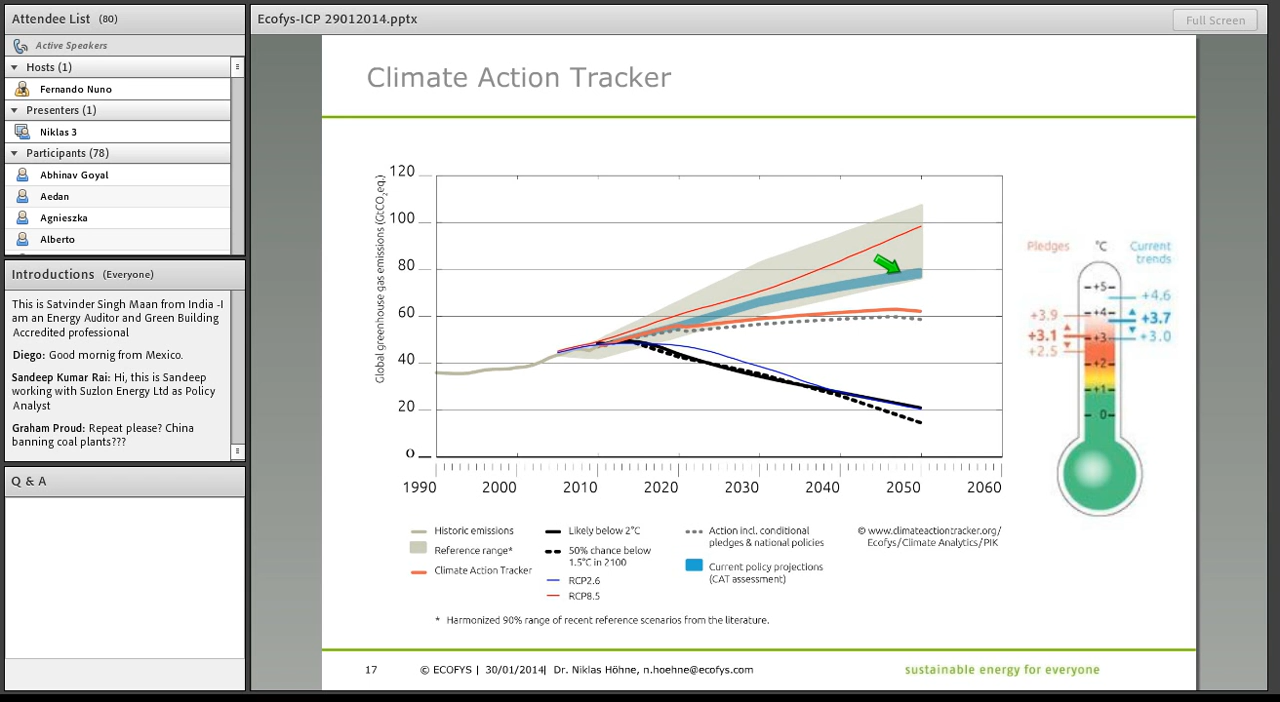 Attendee List (80)
Active Speakers
Hosts (1)
Fernando Nuno
Presenters (1)
Niklas 3
Participants (78)
Abhinav Goyal
Aedan
Agnieszka
Alberto
Introductions (Everyone)
This is Satvinder Singh Maan from India -I
am an Energy Auditor and Green Building
Accredited professional
Diego: Good mornig from Mexico.
Sandeep Kumar Rai: Hi, this is Sandeep
working with Suzlon Energy Ltd as Policy
Analyst
Graham Proud: Repeat please? China
banning coal plants???
Q & A
Ecofys-ICP 29012014.pptx
Full Screen
Climate Action Tracker
Global greenhouse gas emissions (GtCO2eq.)
120
100
80
60
40
20
0
1990 2000 2010 2020 2030 2040 2050 2060
Pledges °C Current
trends
+5
+4
+3
+2
+1
0
+3.9
+3.1
+2.5
+4.6
+3.7
+3.0
Historic emissions
Reference range*
Climate Action Tracker
Likely below 2°C
50% chance below
1.5°C in 2100
RCP2.6
RCP8.5
Action incl. conditional
pledges & national policies
Current policy projections
(CAT assessment)
© www.climateactiontracker.org/
Ecofys/Climate Analytics/PIK
* Harmonized 90% range of recent reference scenarios from the literature.
17 © ECOFYS | 30/01/2014| Dr. Niklas Höhne, n.hoehne@ecofys.com
sustainable energy for everyone